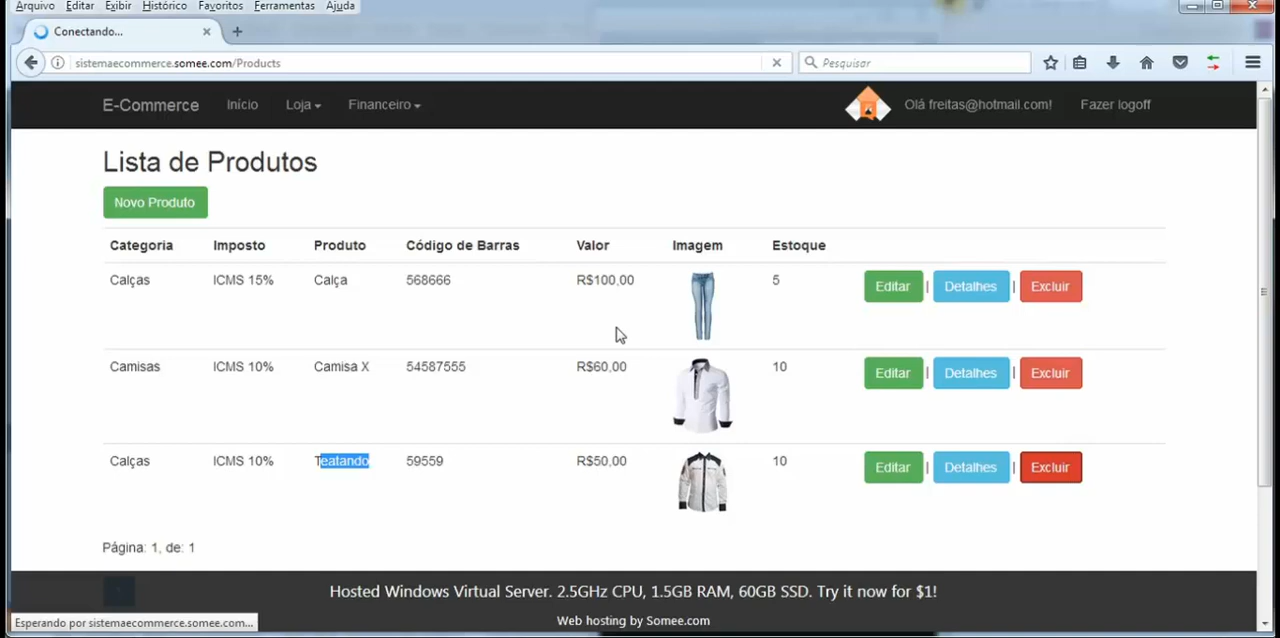 Arquivo Editar Exibir Histórico Favoritos Ferramentas Ajuda
Conectando...
sistemaecommerce.somee.com/Products
Pesquisar
E-Commerce Início Loja Financeiro Olá freitas@hotmail.com! Fazer logoff
Lista de Produtos
Novo Produto
Categoria Imposto Produto Código de Barras Valor Imagem Estoque
Calças ICMS 15% Calça 568666 R$100,00 5 Editar | Detalhes | Excluir
Camisas ICMS 10% Camisa X 54587555 R$60,00 10 Editar | Detalhes | Excluir
Calças ICMS 10% Teatando 59559 R$50,00 10 Editar | Detalhes | Excluir
Página: 1, de: 1
Hosted Windows Virtual Server. 2.5GHz CPU, 1.5GB RAM, 60GB SSD. Try it now for $1!
Web hosting by Somee.com
Esperando por sistemaecommerce.somee.com...